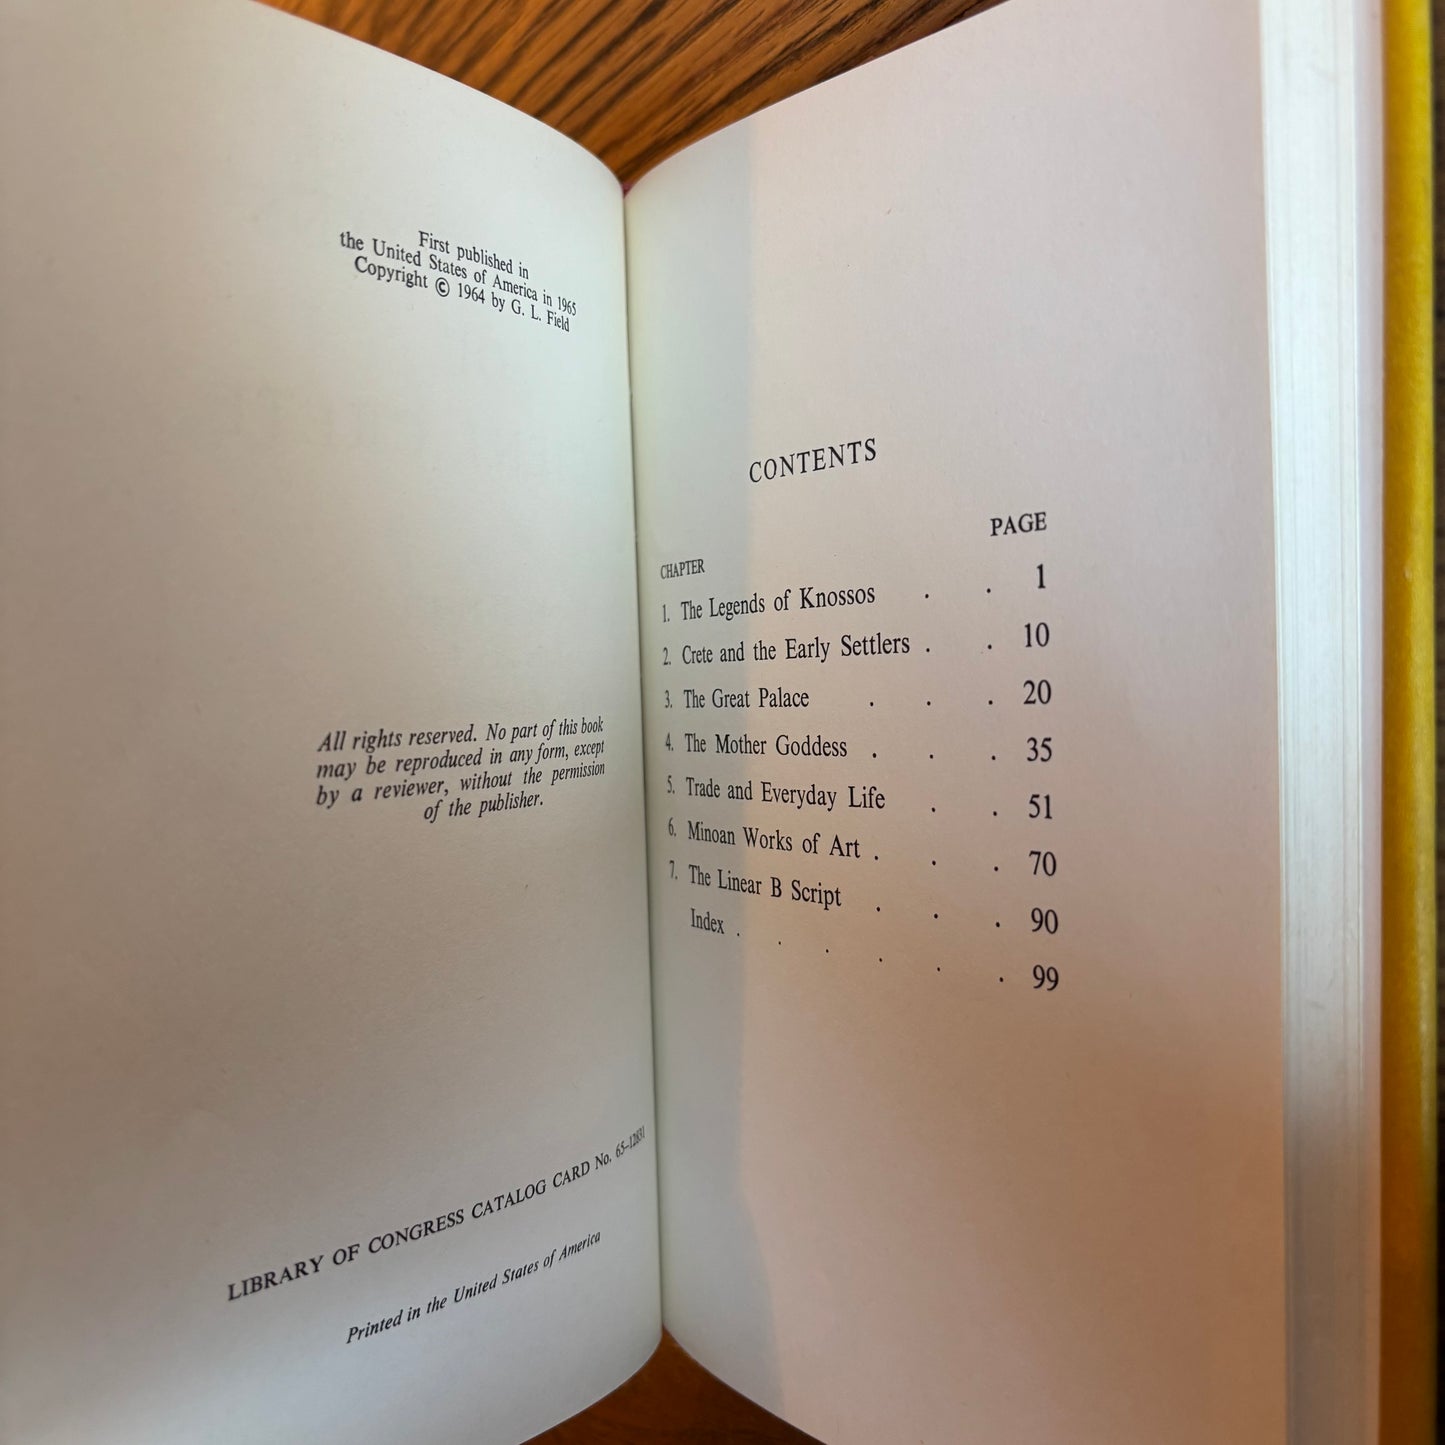 First published in
the United States of America in 1965
Copyright © 1964 by G. L. Field
All rights reserved. No part of this book
may be reproduced in any form, except
by a reviewer, without the permission
of the publisher.
LIBRARY OF CONGRESS CATALOG CARD No. 65–12831
Printed in the United States of America
CONTENTS
CHAPTER PAGE
1. The Legends of Knossos . . 1
2. Crete and the Early Settlers . . 10
3. The Great Palace . . . 20
4. The Mother Goddess . . . 35
5. Trade and Everyday Life . . 51
6. Minoan Works of Art . . . 70
7. The Linear B Script . . . 90
Index . . . . . . 99